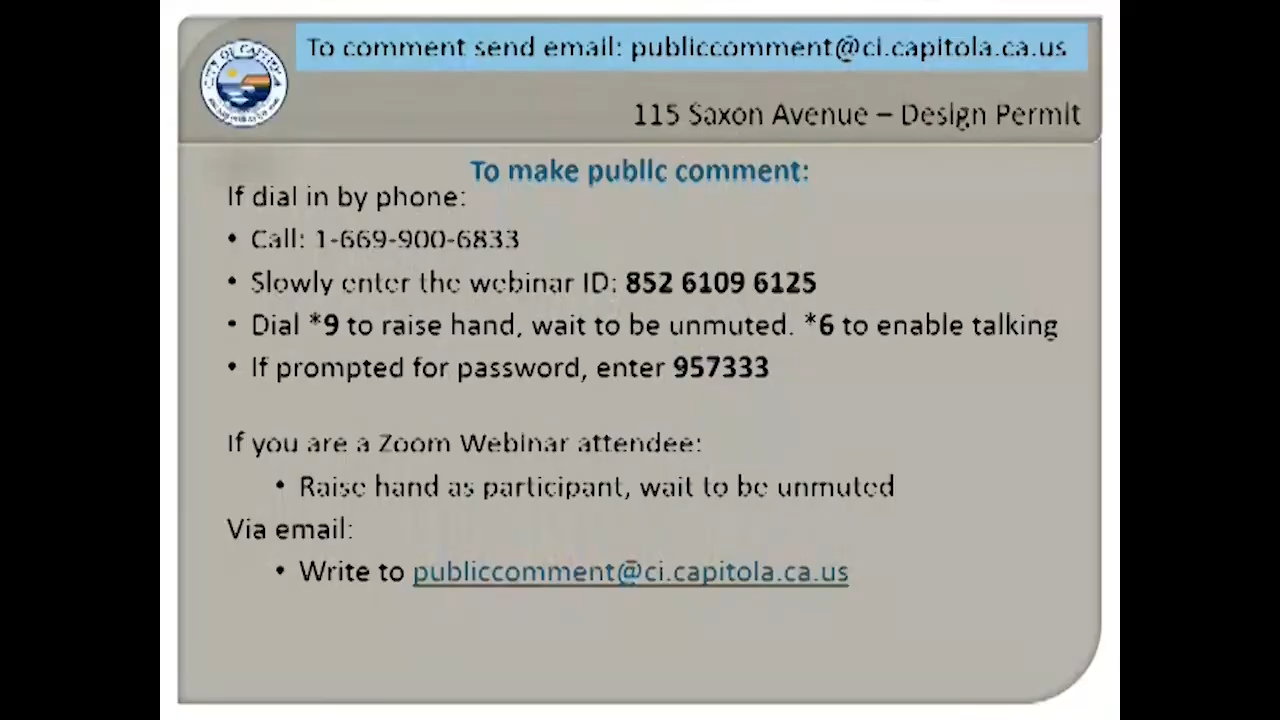 To comment send email: publiccomment@ci.capitola.ca.us
CITY OF CAPITOLA
115 Saxon Avenue – Design Permit
To make public comment:
If dial in by phone:
• Call: 1-669-900-6833
• Slowly enter the webinar ID: 852 6109 6125
• Dial *9 to raise hand, wait to be unmuted. *6 to enable talking
• If prompted for password, enter 957333
If you are a Zoom Webinar attendee:
• Raise hand as participant, wait to be unmuted
Via email:
• Write to publiccomment@ci.capitola.ca.us